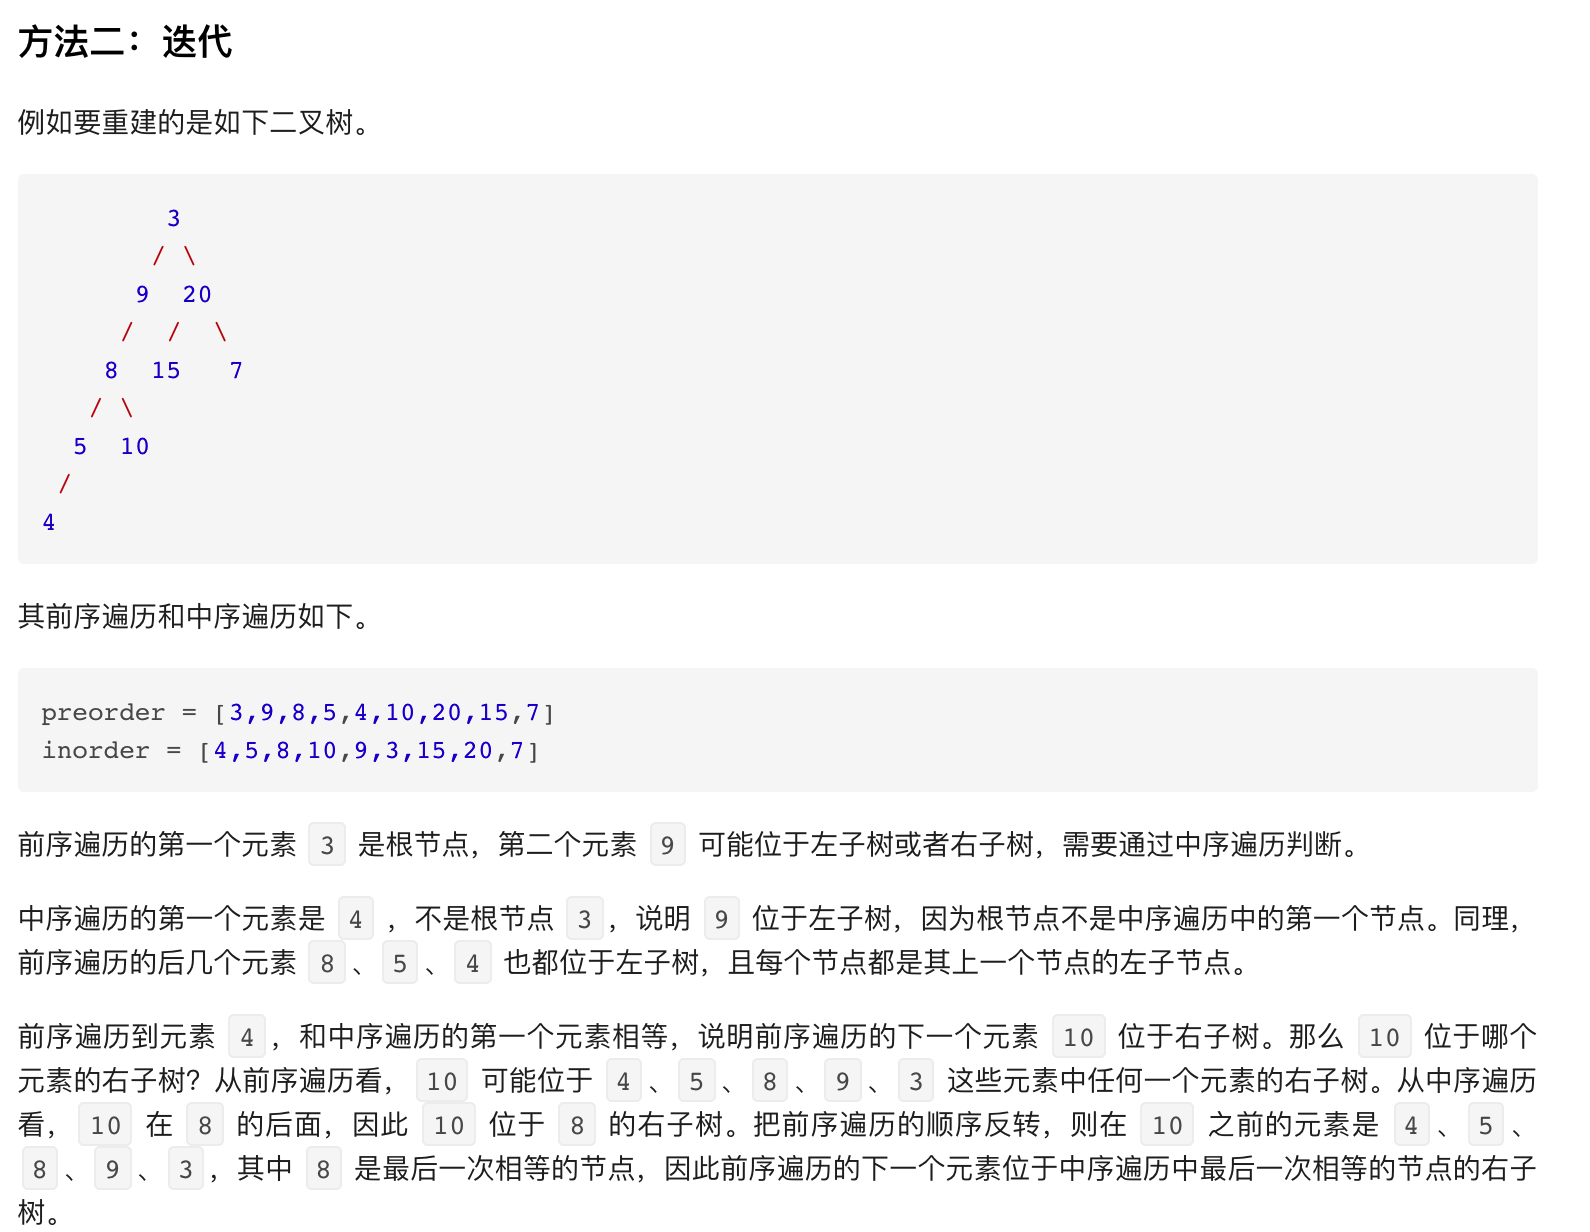 方法二：迭代
例如要重建的是如下二叉树。
3
/ \
9 20
/ / \
8 15 7
/ \
5 10
/
4
其前序遍历和中序遍历如下。
preorder = [3,9,8,5,4,10,20,15,7]
inorder = [4,5,8,10,9,3,15,20,7]
前序遍历的第一个元素 3 是根节点，第二个元素 9 可能位于左子树或者右子树，需要通过中序遍历判断。
中序遍历的第一个元素是 4 ，不是根节点 3 ，说明 9 位于左子树，因为根节点不是中序遍历中的第一个节点。同理，
前序遍历的后几个元素 8 、 5 、 4 也都位于左子树，且每个节点都是其上一个节点的左子节点。
前序遍历到元素 4 ，和中序遍历的第一个元素相等，说明前序遍历的下一个元素 10 位于右子树。那么 10 位于哪个
元素的右子树？从前序遍历看， 10 可能位于 4 、 5 、 8 、 9 、 3 这些元素中任何一个元素的右子树。从中序遍历
看， 10 在 8 的后面，因此 10 位于 8 的右子树。把前序遍历的顺序反转，则在 10 之前的元素是 4 、 5 、
8 、 9 、 3 ，其中 8 是最后一次相等的节点，因此前序遍历的下一个元素位于中序遍历中最后一次相等的节点的右子
树。